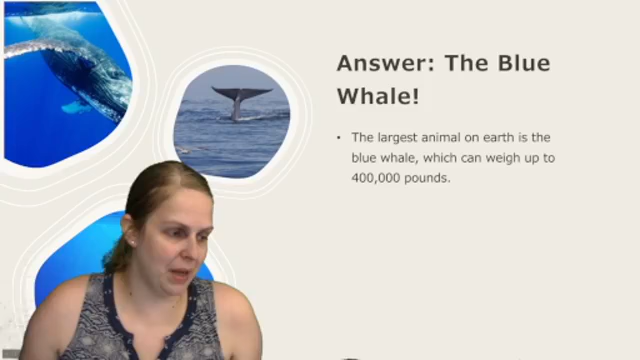 Answer: The Blue
Whale!
• The largest animal on earth is the
blue whale, which can weigh up to
400,000 pounds.